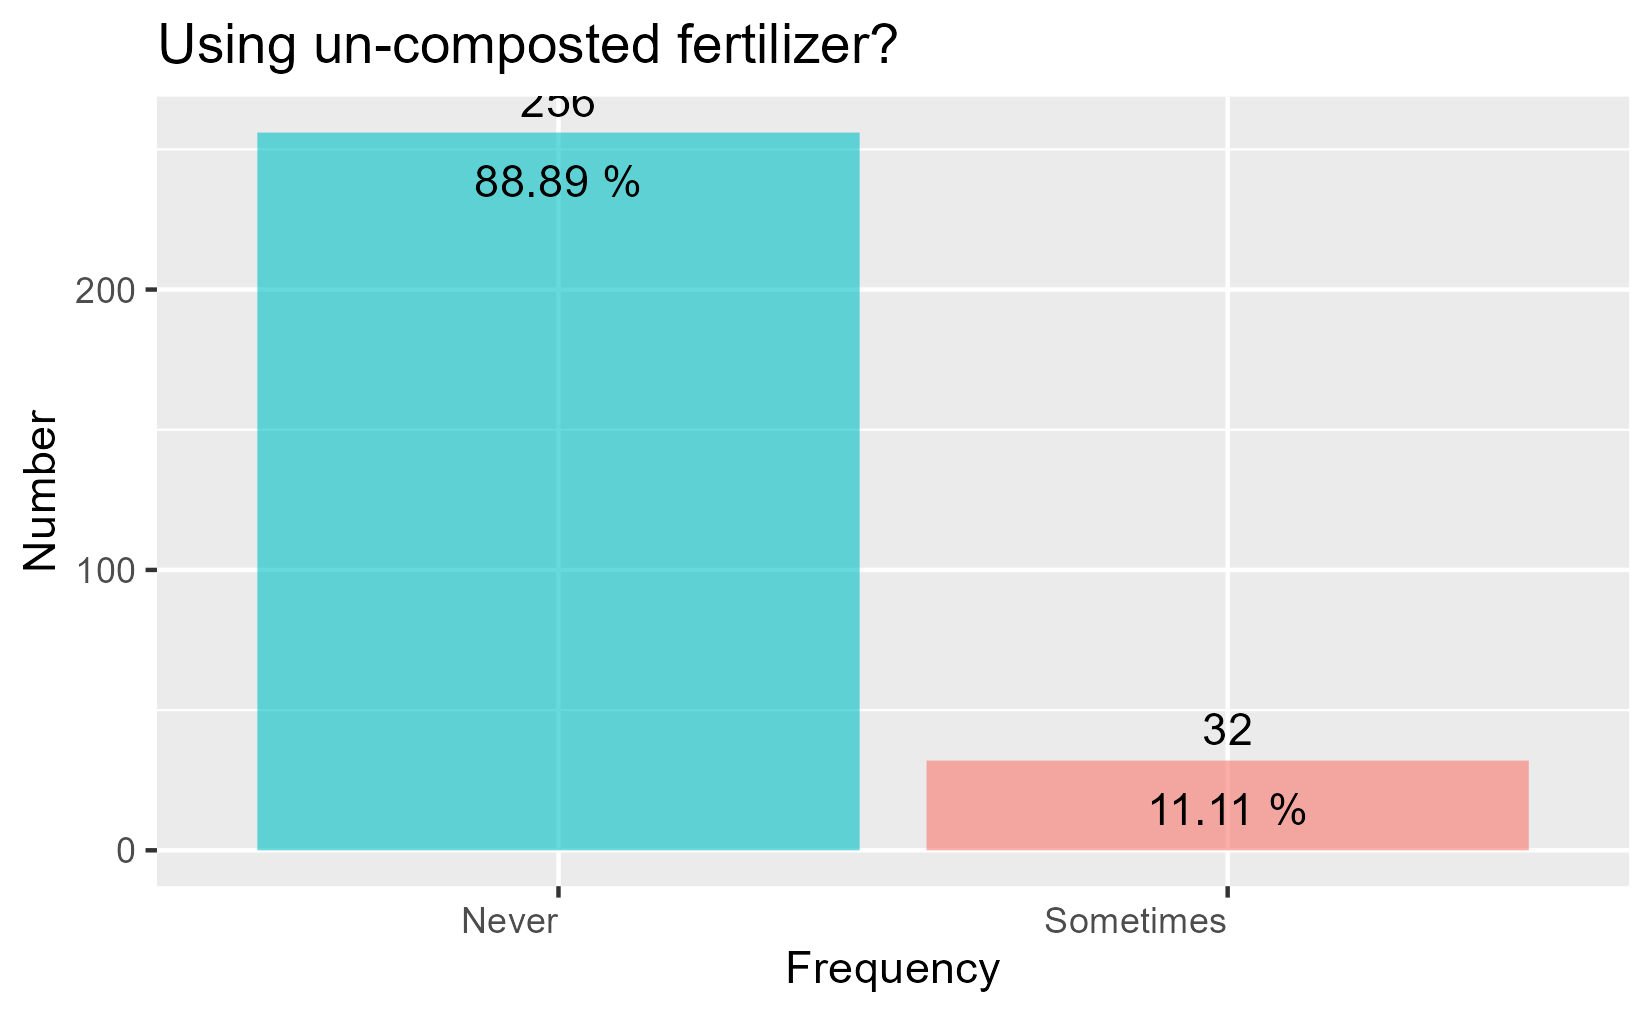 Using un-composted fertilizer?
256
88.89 %
200
Number
100
32
11.11 %
0
Never
Sometimes
Frequency